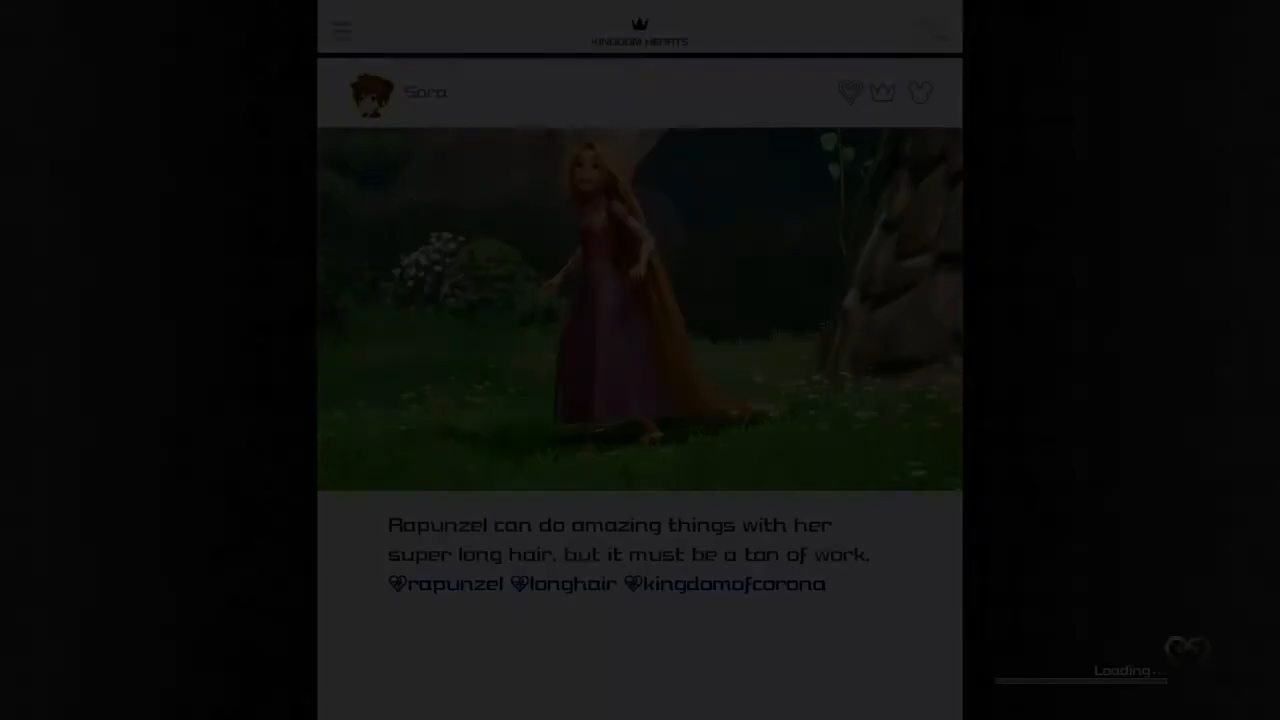 KINGDOM HEARTS
Sora
Rapunzel can do amazing things with her
super long hair, but it must be a ton of work.
rapunzel longhair kingdomofcorona
Loading...